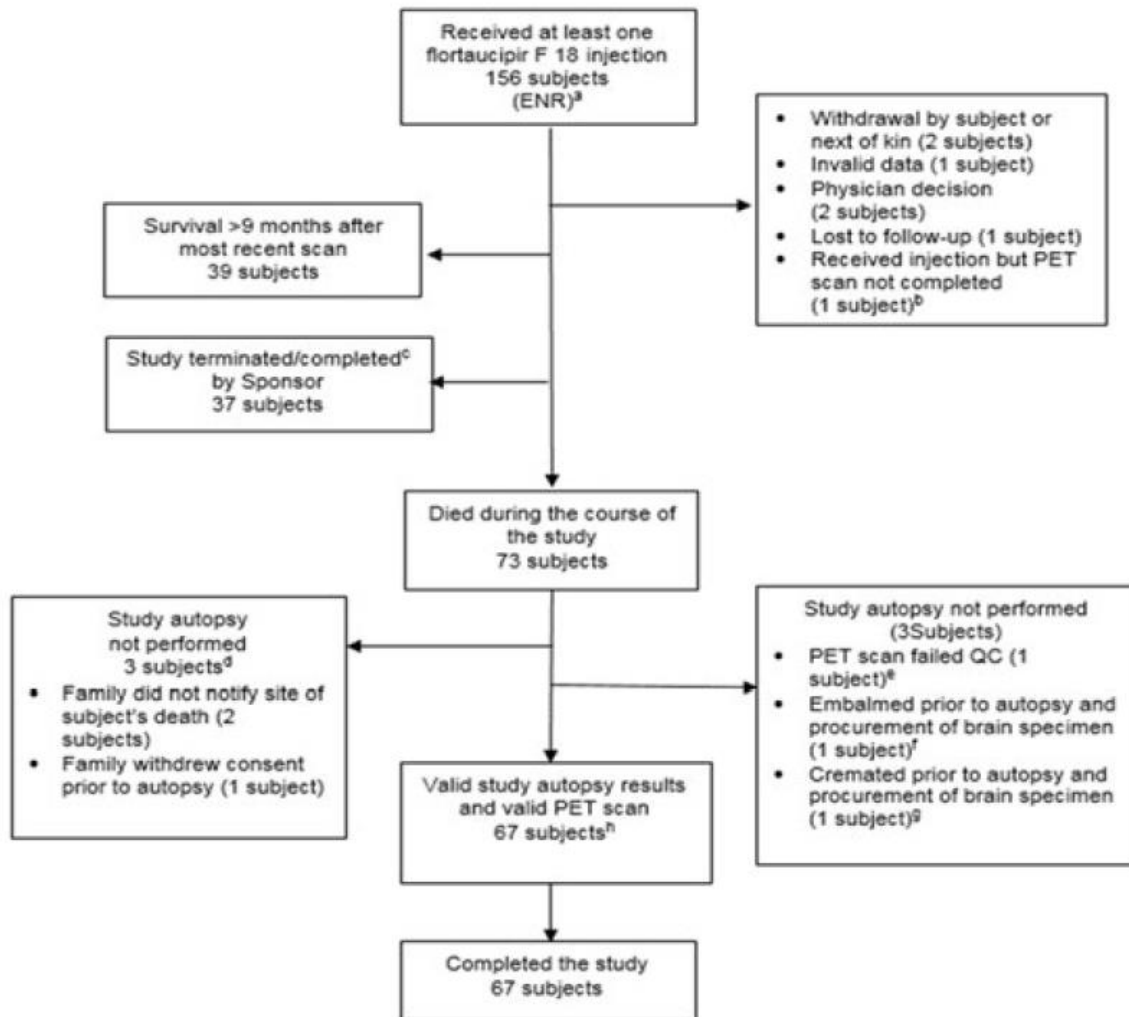 Received at least one
flortaucipir F 18 injection
156 subjects
(ENR)ᵃ
• Withdrawal by subject or
next of kin (2 subjects)
• Invalid data (1 subject)
• Physician decision
(2 subjects)
• Lost to follow-up (1 subject)
• Received injection but PET
scan not completed
(1 subject)ᵇ
Survival >9 months after
most recent scan
39 subjects
Study terminated/completedᶜ
by Sponsor
37 subjects
Died during the course of
the study
73 subjects
Study autopsy
not performed
3 subjectsᵈ
• Family did not notify site of
subject's death (2
subjects)
• Family withdrew consent
prior to autopsy (1 subject)
Study autopsy not performed
(3Subjects)
• PET scan failed QC (1
subject)ᵉ
• Embalmed prior to autopsy and
procurement of brain specimen
(1 subject)ᶠ
• Cremated prior to autopsy and
procurement of brain specimen
(1 subject)ᵍ
Valid study autopsy results
and valid PET scan
67 subjectsʰ
Completed the study
67 subjects